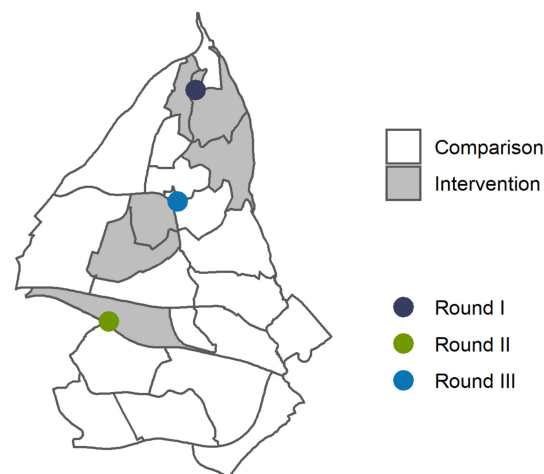 Comparison
Intervention
Round I
Round II
Round III